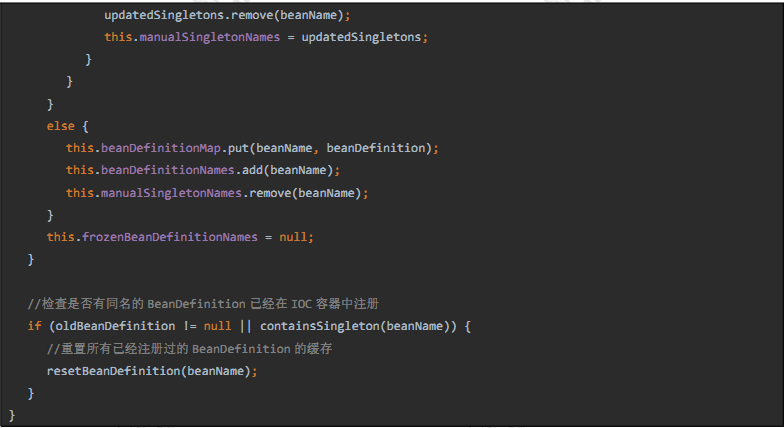 updatedSingletons.remove(beanName);
this.manualSingletonNames = updatedSingletons;
}
}
}
else {
this.beanDefinitionMap.put(beanName, beanDefinition);
this.beanDefinitionNames.add(beanName);
this.manualSingletonNames.remove(beanName);
}
this.frozenBeanDefinitionNames = null;
}
//检查是否有同名的 BeanDefinition 已经在 IOC 容器中注册
if (oldBeanDefinition != null || containsSingleton(beanName)) {
//重置所有已经注册过的 BeanDefinition 的缓存
resetBeanDefinition(beanName);
}
}